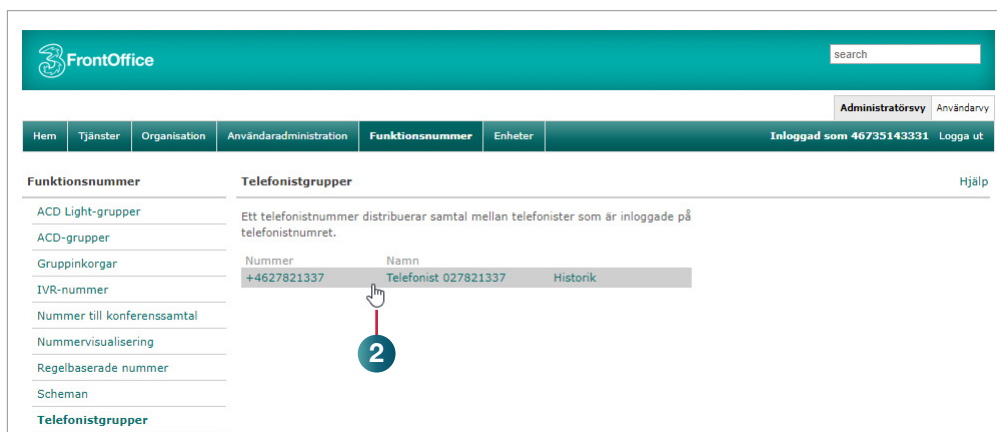 3 FrontOffice
search
Administratörsvy Användarvy
Hem Tjänster Organisation Användaradministration Funktionsnummer Enheter Inloggad som 46735143331 Logga ut
Funktionsnummer
ACD Light-grupper
ACD-grupper
Gruppinkorgar
IVR-nummer
Nummer till konferenssamtal
Nummervisualisering
Regelbaserade nummer
Scheman
Telefonistgrupper
Telefonistgrupper Hjälp
Ett telefonistnummer distribuerar samtal mellan telefonister som är inloggade på
telefonistnumret.
Nummer Namn
+4627821337 Telefonist 027821337 Historik
2